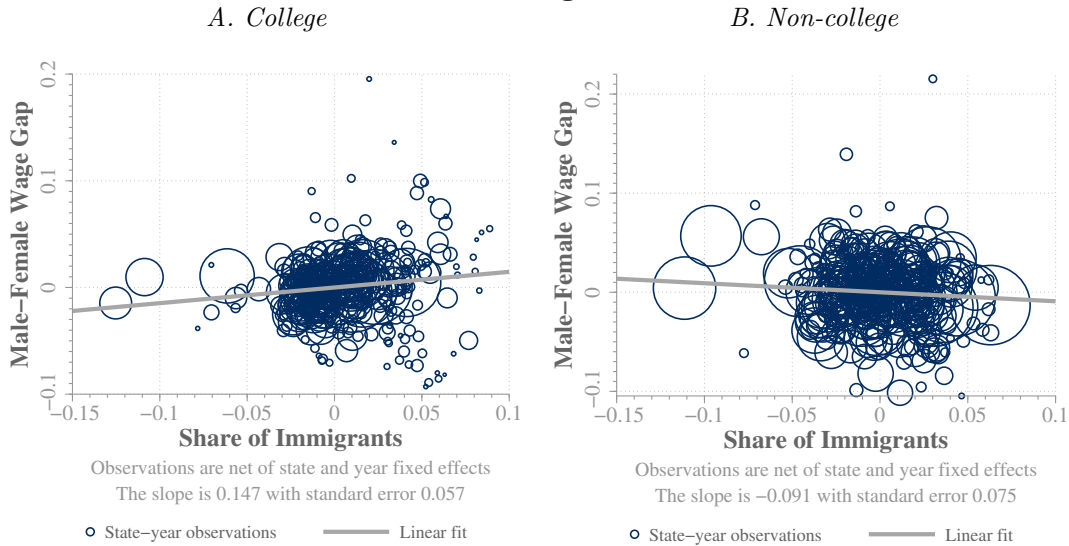 A. College
B. Non-college
Male−Female Wage Gap
0.2
0.1
0
−0.1
−0.15
−0.1
−0.05
0
0.05
0.1
Share of Immigrants
Observations are net of state and year fixed effects
The slope is 0.147 with standard error 0.057
State−year observations
Linear fit
Male−Female Wage Gap
0.2
0.1
0
−0.1
−0.15
−0.1
−0.05
0
0.05
0.1
Share of Immigrants
Observations are net of state and year fixed effects
The slope is −0.091 with standard error 0.075
State−year observations
Linear fit